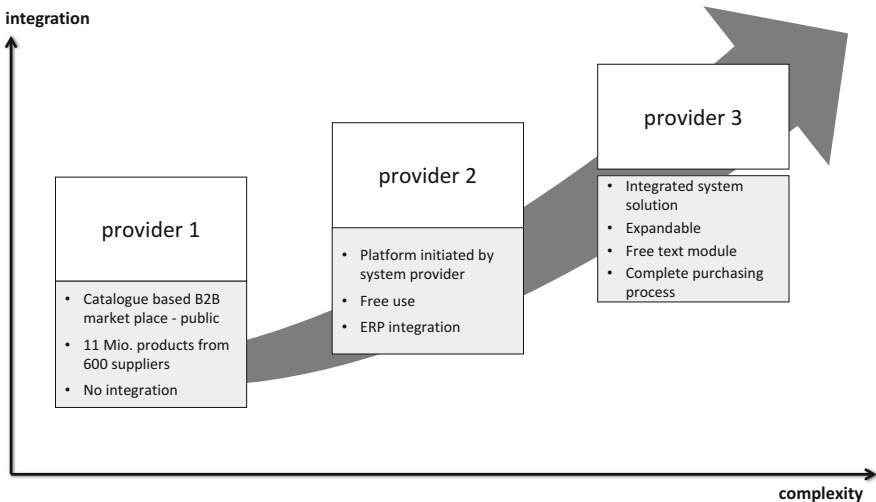 integration
provider 1
• Catalogue based B2B
market place - public
• 11 Mio. products from
600 suppliers
• No integration
provider 2
• Platform initiated by
system provider
• Free use
• ERP integration
provider 3
• Integrated system
solution
• Expandable
• Free text module
• Complete purchasing
process
complexity